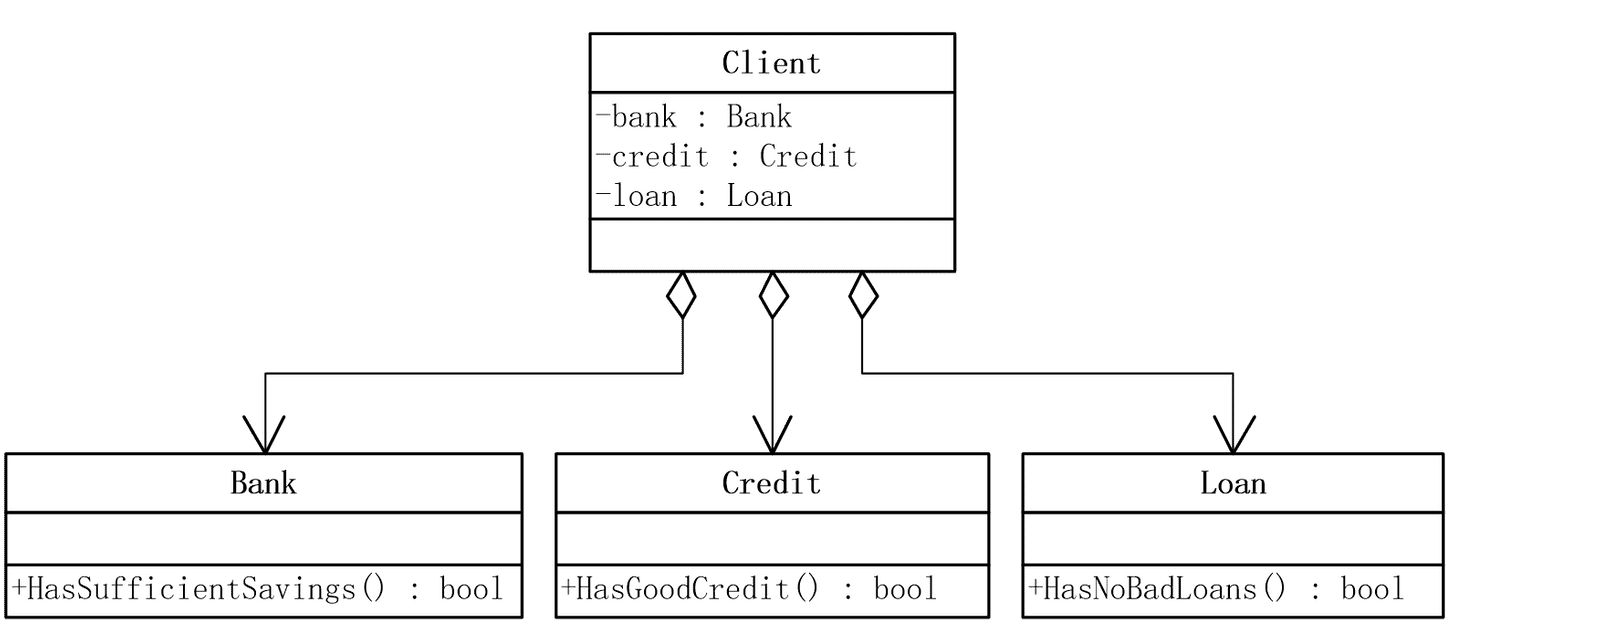 Client
-bank : Bank
-credit : Credit
-loan : Loan
Bank
Credit
Loan
+HasSufficientSavings() : bool
+HasGoodCredit() : bool
+HasNoBadLoans() : bool